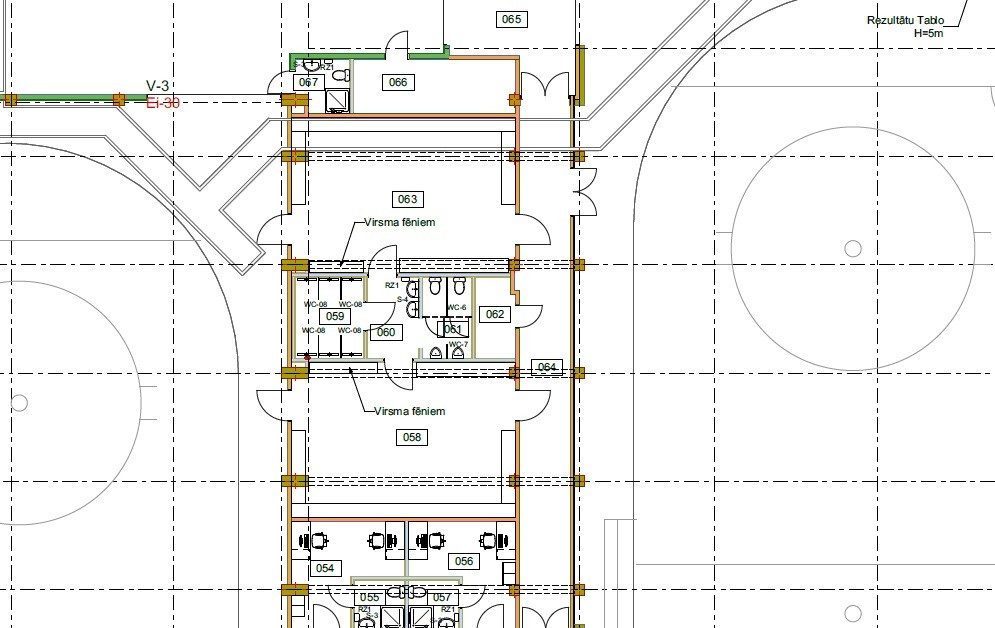 065
Rezultātu Tablo
H=5m
S-3
RZ1
067
066
V-3
Ei-30
063
Virsma fēniem
RZ1
S-4
WC-08
WC-08
WC-6
059
062
WC-08
WC-08
060
061
WC-7
064
Virsma fēniem
058
056
054
055
057
RZ1
S-3
RZ1